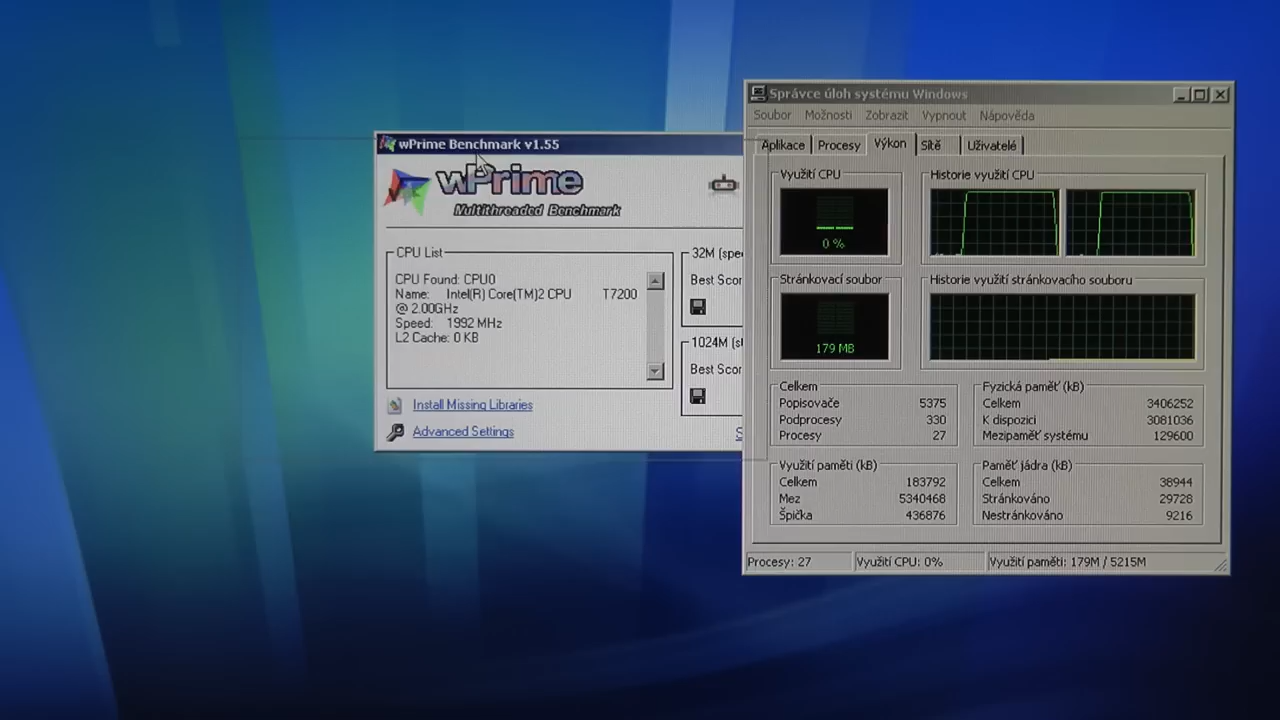 wPrime Benchmark v1.55
wPrime
Multithreaded Benchmark
CPU List
CPU Found: CPU0
Name: Intel(R) Core(TM)2 CPU T7200
@ 2.00GHz
Speed: 1992 MHz
L2 Cache: 0 KB
Install Missing Libraries
Advanced Settings
32M (spe
Best Scor
1024M (s
Best Scor
S
Správce úloh systému Windows
Soubor Možnosti Zobrazit Vypnout Nápověda
Aplikace Procesy Výkon Sítě Uživatelé
Využití CPU
0 %
Historie využití CPU
Stránkovací soubor
179 MB
Historie využití stránkovacího souboru
Celkem
Popisovače 5375
Podprocesy 330
Procesy 27
Fyzická paměť (kB)
Celkem 3406252
K dispozici 3081036
Mezipaměť systému 129600
Využití paměti (kB)
Celkem 183792
Mez 5340468
Špička 436876
Paměť jádra (kB)
Celkem 38944
Stránkováno 29728
Nestránkováno 9216
Procesy: 27 Využití CPU: 0% Využití paměti: 179M / 5215M